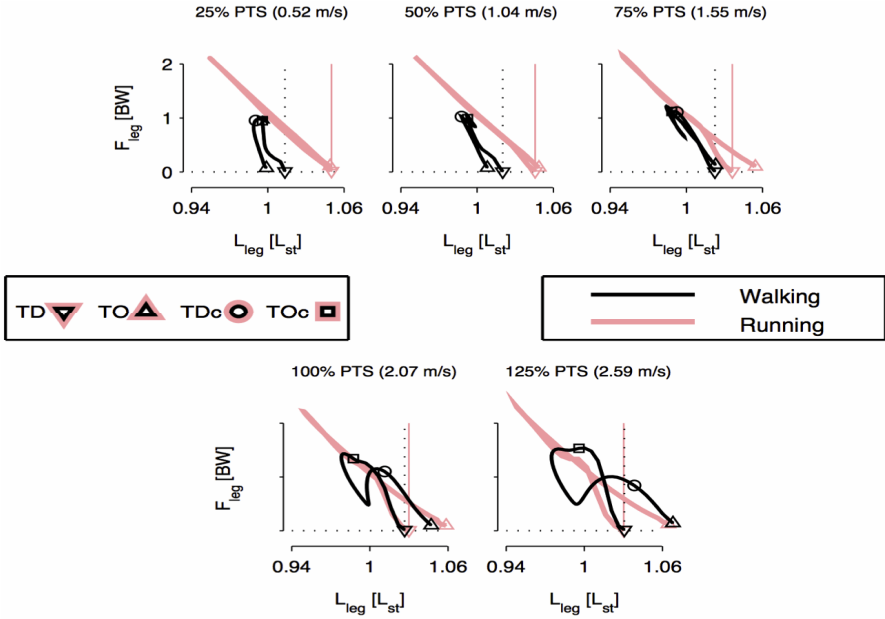 25% PTS (0.52 m/s) 50% PTS (1.04 m/s) 75% PTS (1.55 m/s)
2
1
0
F_leg [BW]
0.94 1 1.06 0.94 1 1.06 0.94 1 1.06
L_leg [L_st] L_leg [L_st] L_leg [L_st]
TD TO TDc TOc
Walking
Running
100% PTS (2.07 m/s) 125% PTS (2.59 m/s)
F_leg [BW] F_leg [BW]
0.94 1 1.06 0.94 1 1.06
L_leg [L_st] L_leg [L_st]